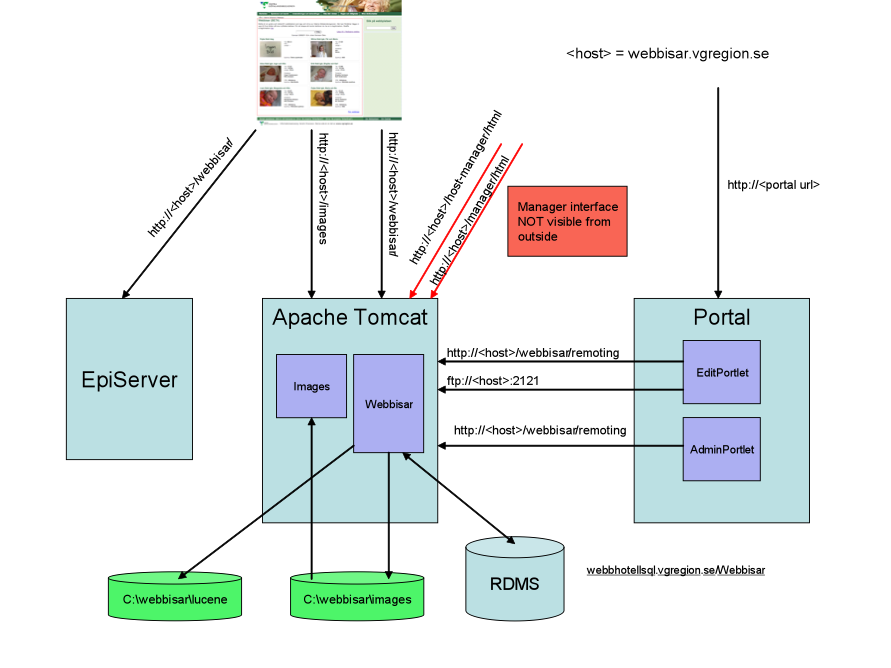 <host> = webbisar.vgregion.se
http://<host>/webbisar/
http://<host>/images
http://<host>/webbisar/
http://<host>/host-manager/html
http://<host>/manager/html
Manager interface
NOT visible from
outside
http://<portal url>
EpiServer
Apache Tomcat
Images
Webbisar
Portal
EditPortlet
AdminPortlet
http://<host>/webbisar/remoting
ftp://<host>:2121
http://<host>/webbisar/remoting
C:\webbisar\lucene
C:\webbisar\images
RDMS
webbhotellsql.vgregion.se/Webbisar